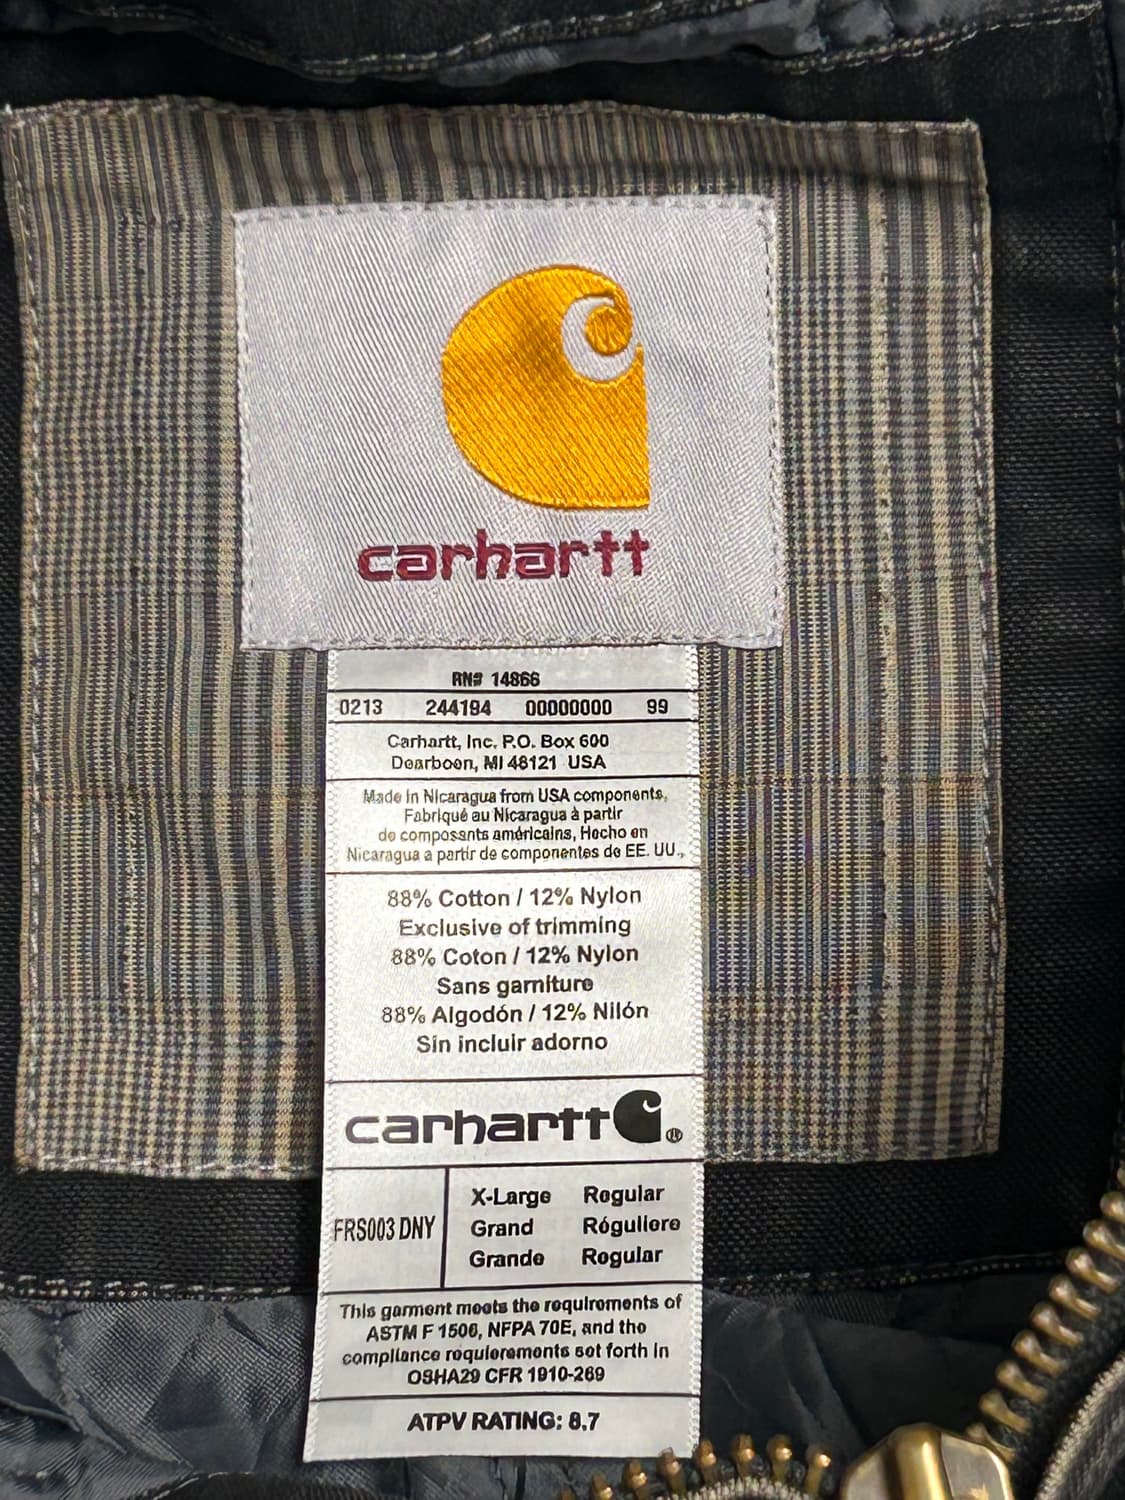 carhartt
RN# 14866
0213 244194 00000000 99
Carhartt, Inc. P.O. Box 600
Dearboen, MI 48121 USA
Made in Nicaragua from USA components,
Fabriqué au Nicaragua à partir
de composants américains, Hecho en
Nicaragua a partir de componentes de EE. UU.,
88% Cotton / 12% Nylon
Exclusive of trimming
88% Coton / 12% Nylon
Sans garniture
88% Algodón / 12% Nilón
Sin incluir adorno
carhartt ®
FRS003 DNY
X-Large Regular
Grand Réguliere
Grande Regular
This garment meets the requirements of
ASTM F 1506, NFPA 70E, and the
compliance requierements set forth in
OSHA29 CFR 1910-269
ATPV RATING: 8.7